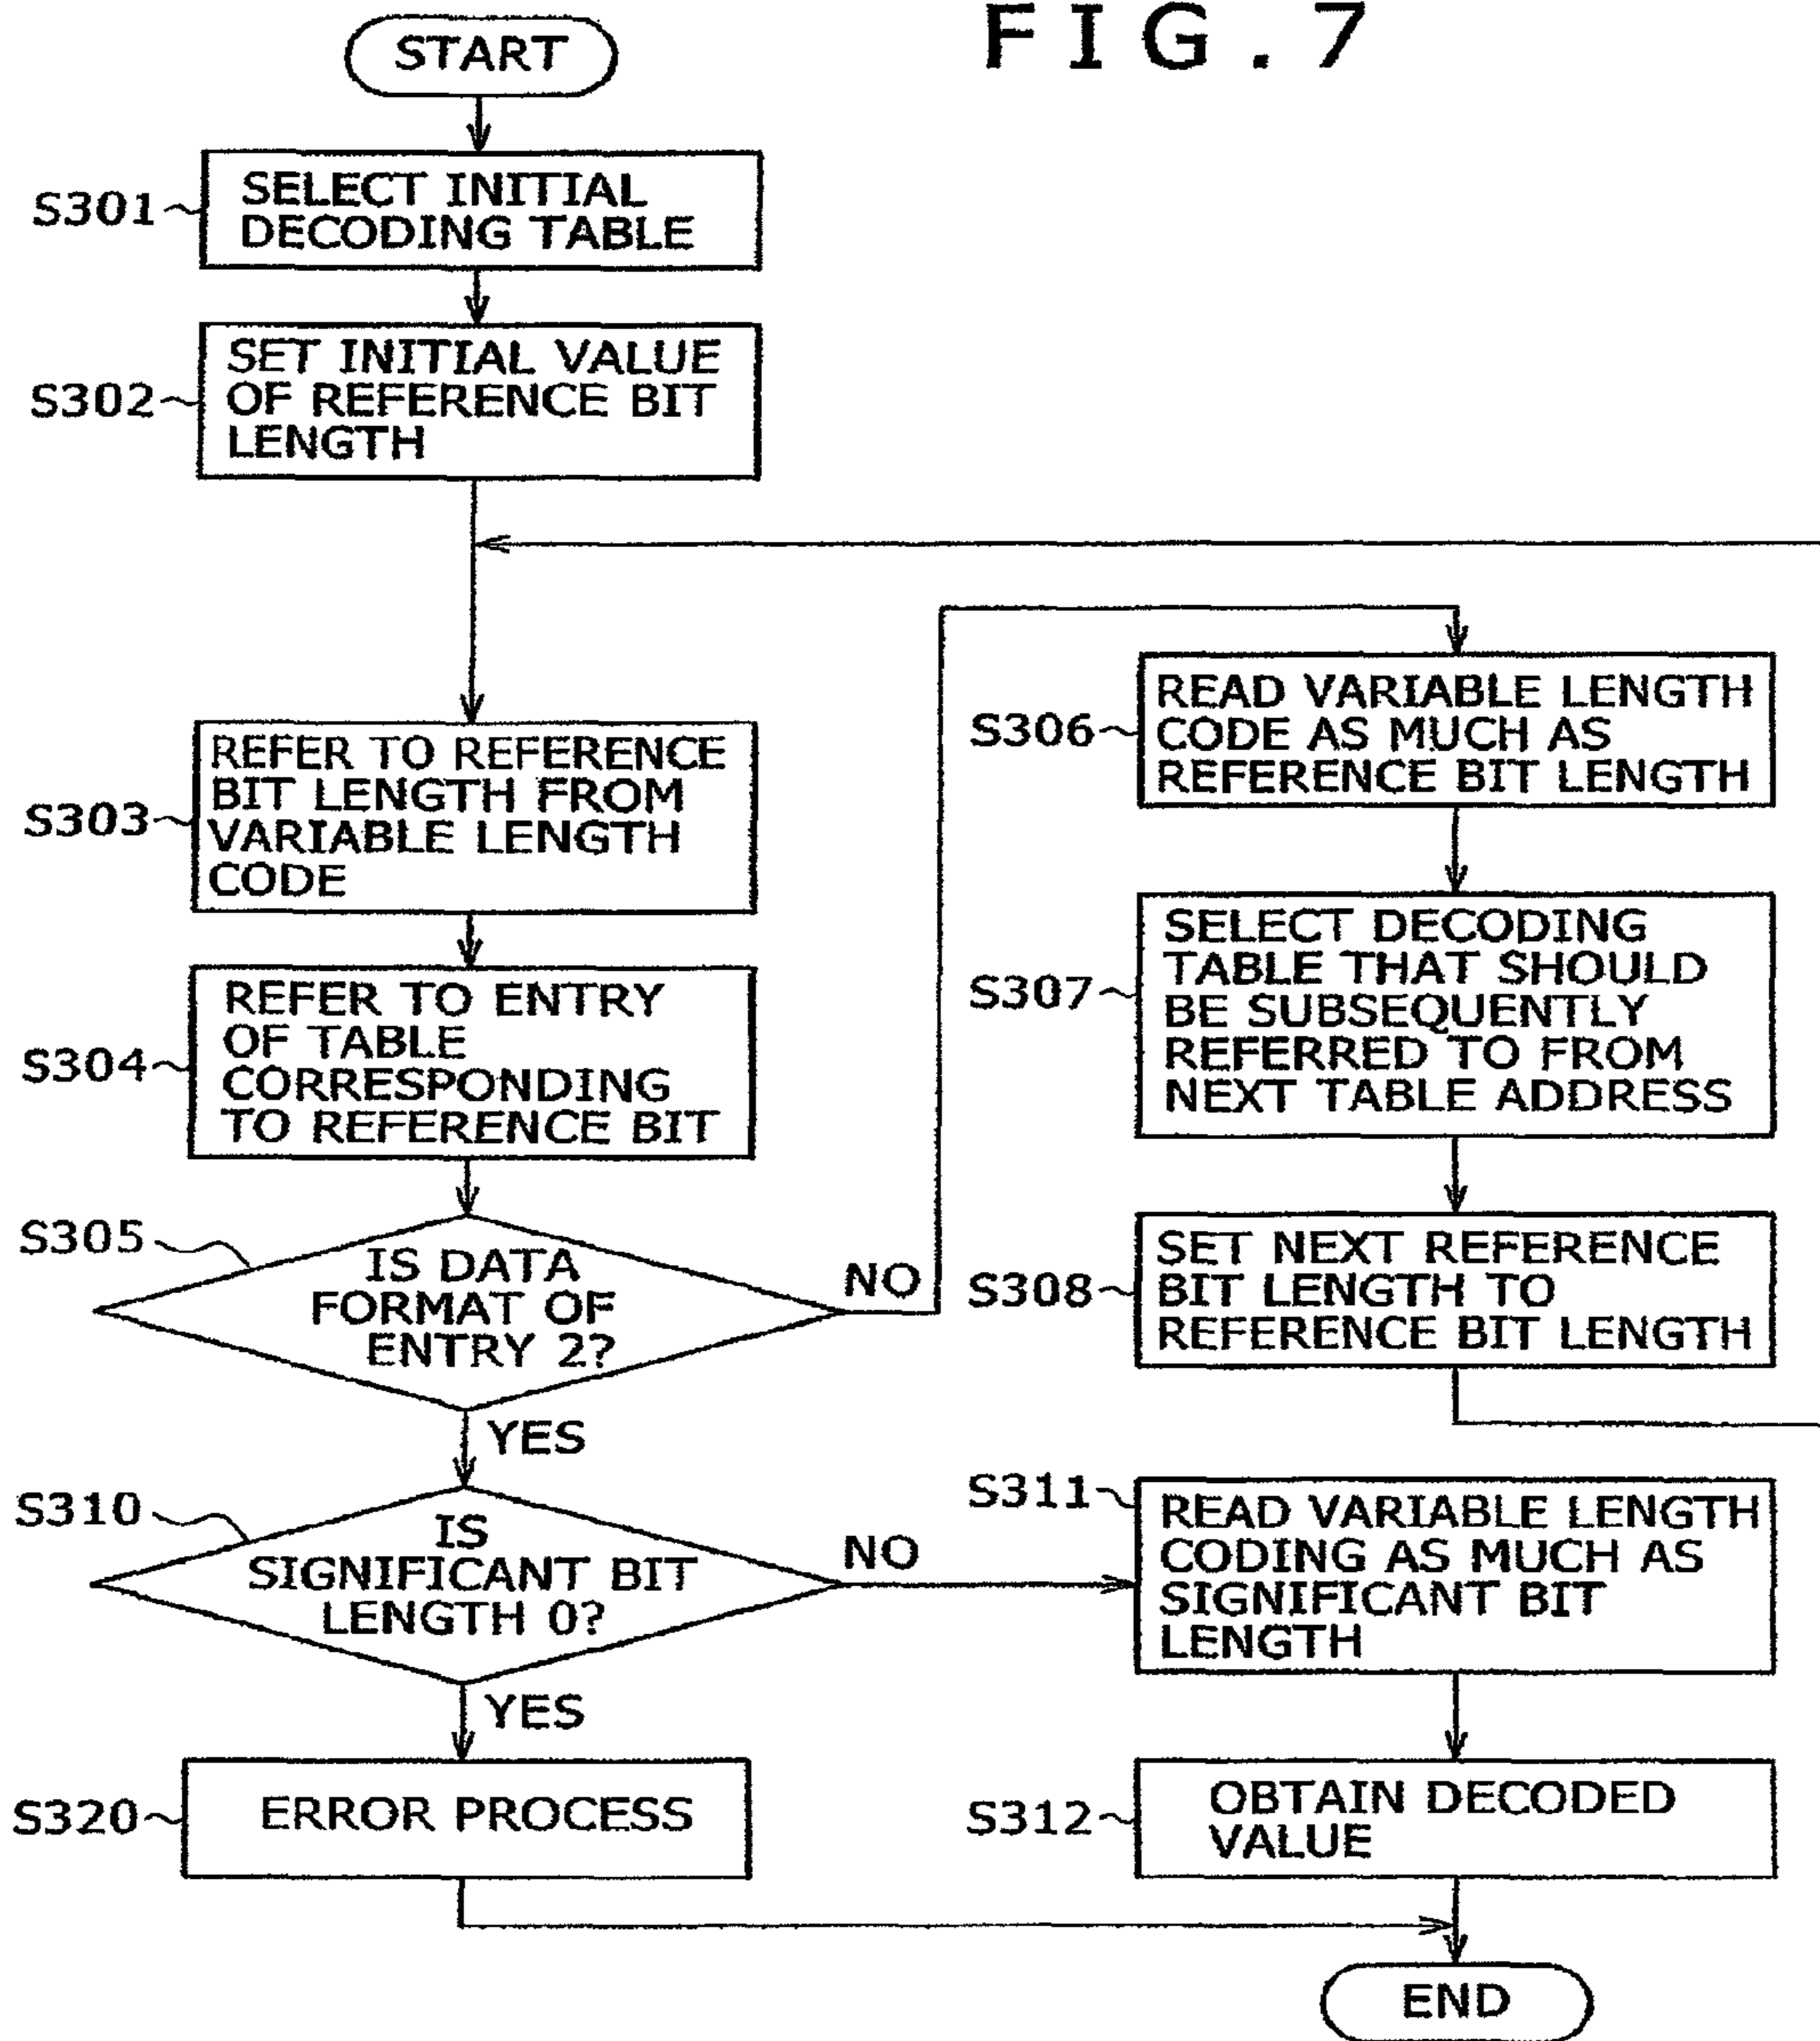 FIG.7
START
S301
SELECT INITIAL
DECODING TABLE
S302
SET INITIAL VALUE
OF REFERENCE BIT
LENGTH
S303
REFER TO REFERENCE
BIT LENGTH FROM
VARIABLE LENGTH
CODE
S304
REFER TO ENTRY
OF TABLE
CORRESPONDING
TO REFERENCE BIT
S305
IS DATA
FORMAT OF
ENTRY 2?
NO
YES
S306
READ VARIABLE LENGTH
CODE AS MUCH AS
REFERENCE BIT LENGTH
S307
SELECT DECODING
TABLE THAT SHOULD
BE SUBSEQUENTLY
REFERRED TO FROM
NEXT TABLE ADDRESS
S308
SET NEXT REFERENCE
BIT LENGTH TO
REFERENCE BIT LENGTH
S310
IS
SIGNIFICANT BIT
LENGTH 0?
NO
YES
S311
READ VARIABLE LENGTH
CODING AS MUCH AS
SIGNIFICANT BIT
LENGTH
S320
ERROR PROCESS
S312
OBTAIN DECODED
VALUE
END